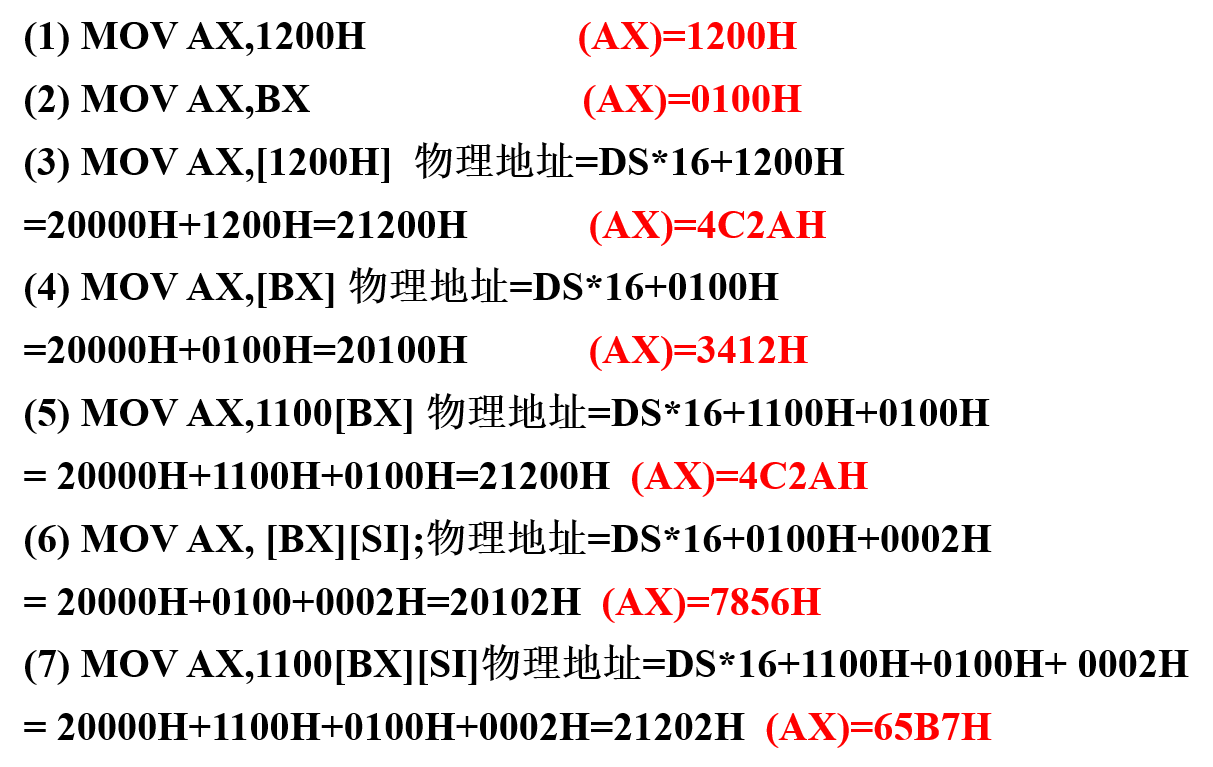 (1) MOV AX,1200H (AX)=1200H
(2) MOV AX,BX (AX)=0100H
(3) MOV AX,[1200H] 物理地址=DS*16+1200H
=20000H+1200H=21200H (AX)=4C2AH
(4) MOV AX,[BX] 物理地址=DS*16+0100H
=20000H+0100H=20100H (AX)=3412H
(5) MOV AX,1100[BX] 物理地址=DS*16+1100H+0100H
= 20000H+1100H+0100H=21200H (AX)=4C2AH
(6) MOV AX, [BX][SI];物理地址=DS*16+0100H+0002H
= 20000H+0100+0002H=20102H (AX)=7856H
(7) MOV AX,1100[BX][SI]物理地址=DS*16+1100H+0100H+ 0002H
= 20000H+1100H+0100H+0002H=21202H (AX)=65B7H